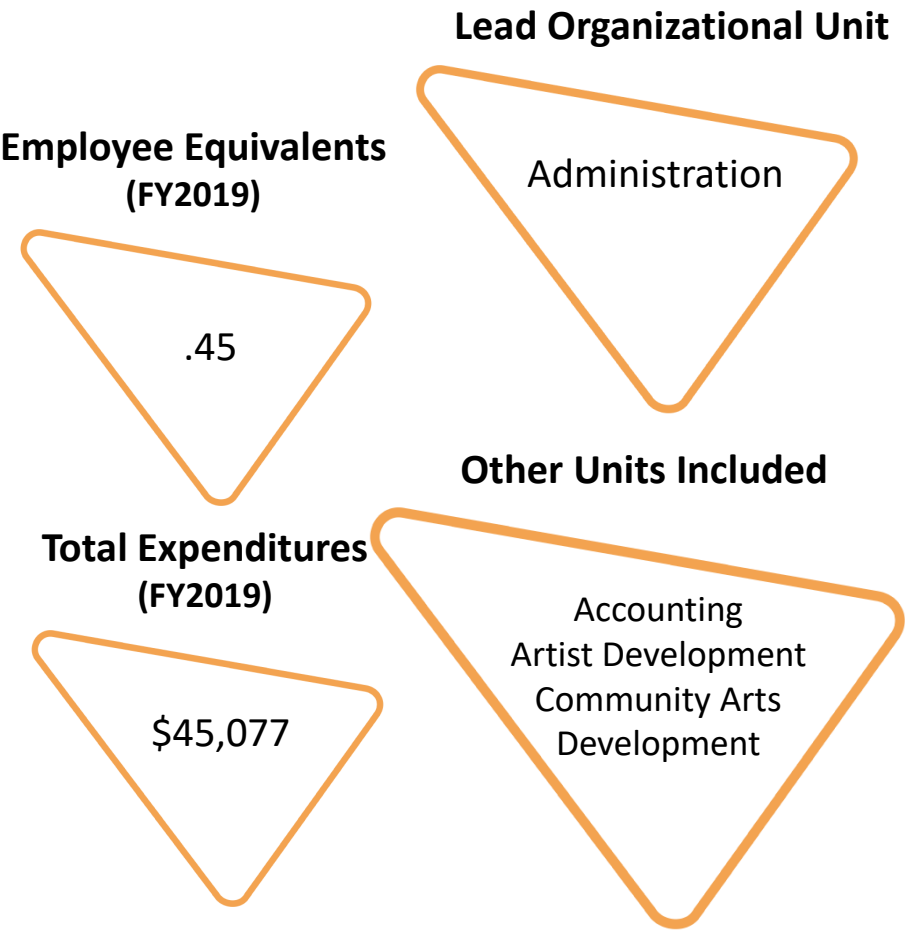 Lead Organizational Unit
Administration
Employee Equivalents
(FY2019)
.45
Other Units Included
Accounting
Artist Development
Community Arts
Development
Total Expenditures
(FY2019)
$45,077